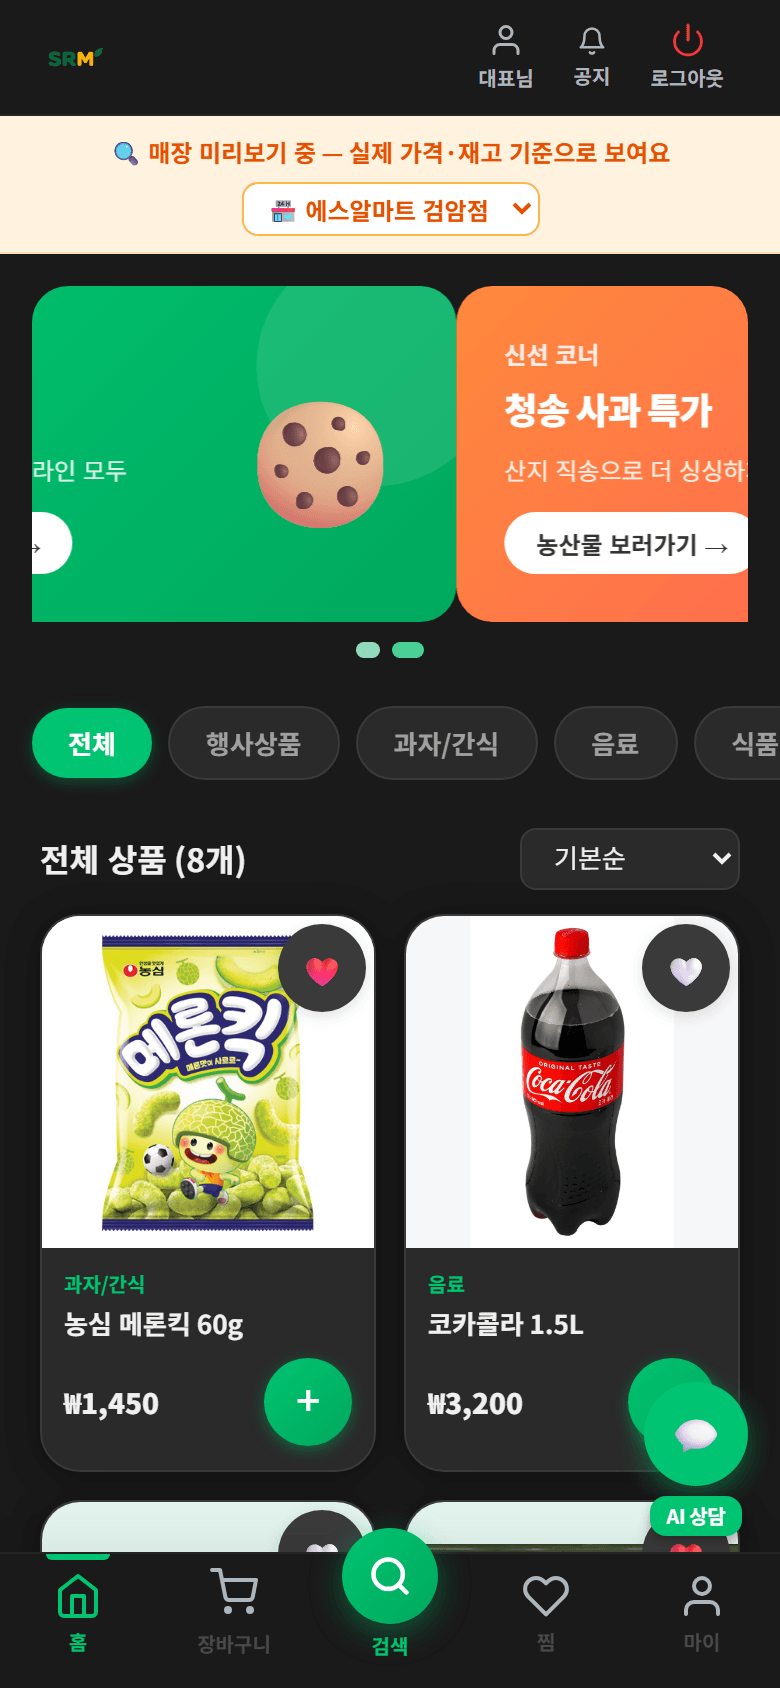 SRM
대표님
공지
로그아웃
매장 미리보기 중 — 실제 가격·재고 기준으로 보여요
에스알마트 검암점
라인 모두
→
신선 코너
청송 사과 특가
산지 직송으로 더 싱싱하
농산물 보러가기 →
전체
행사상품
과자/간식
음료
식품
전체 상품 (8개)
기본순
농심
메론킥
ORIGINAL TASTE
Coca-Cola
과자/간식
농심 메론킥 60g
₩1,450
+
음료
코카콜라 1.5L
₩3,200
AI 상담
홈
장바구니
검색
찜
마이